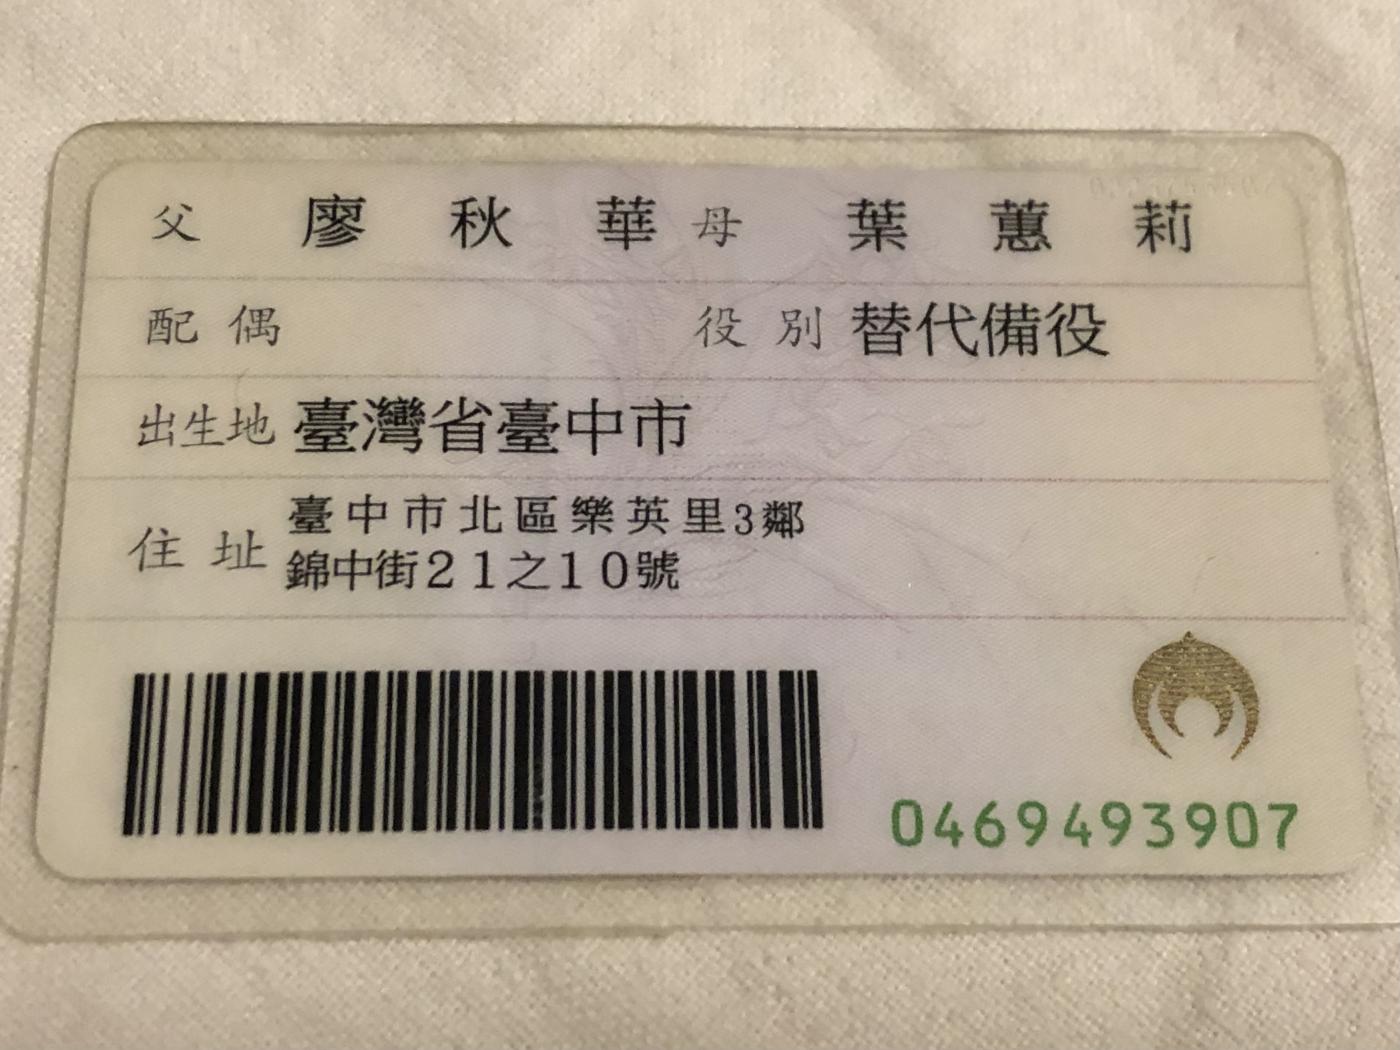 父 廖秋華 母 葉蕙莉
配偶 役別 替代備役
出生地 臺灣省臺中市
住址 臺中市北區樂英里3鄰
錦中街21之10號
0469493907